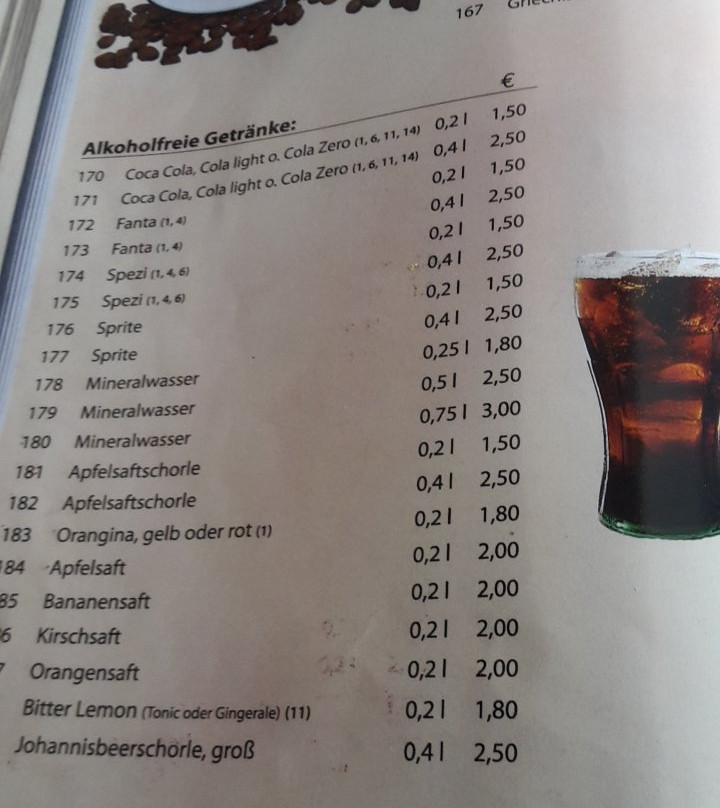 167
€
Alkoholfreie Getränke:
170 Coca Cola, Cola light o. Cola Zero (1, 6, 11, 14) 0,2 l 1,50
171 Coca Cola, Cola light o. Cola Zero (1, 6, 11, 14) 0,4 l 2,50
172 Fanta (1, 4) 0,2 l 1,50
173 Fanta (1, 4) 0,4 l 2,50
174 Spezi (1, 4, 6) 0,2 l 1,50
175 Spezi (1, 4, 6) 0,4 l 2,50
176 Sprite 0,2 l 1,50
177 Sprite 0,4 l 2,50
178 Mineralwasser 0,25 l 1,80
179 Mineralwasser 0,5 l 2,50
180 Mineralwasser 0,75 l 3,00
181 Apfelsaftschorle 0,2 l 1,50
182 Apfelsaftschorle 0,4 l 2,50
183 Orangina, gelb oder rot (1) 0,2 l 1,80
184 Apfelsaft 0,2 l 2,00
85 Bananensaft 0,2 l 2,00
6 Kirschsaft 0,2 l 2,00
Orangensaft 0,2 l 2,00
Bitter Lemon (Tonic oder Gingerale) (11) 0,2 l 1,80
Johannisbeerschorle, groß 0,4 l 2,50